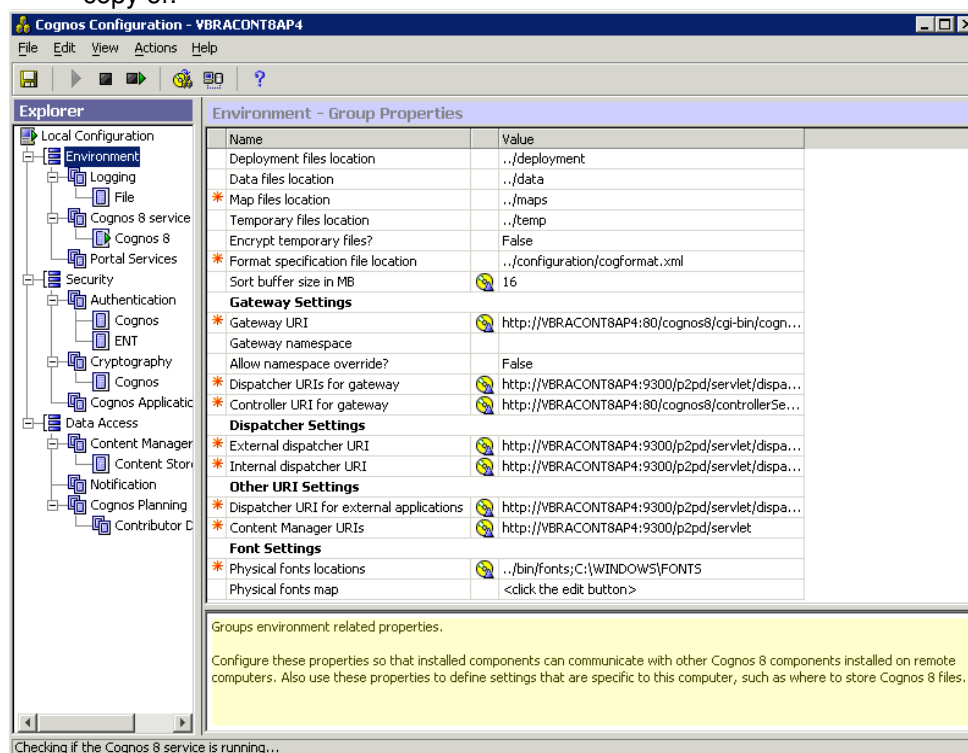 copy of.
Cognos Configuration - VBRACONT8AP4
File Edit View Actions Help
Explorer
Local Configuration
Environment
Logging
File
Cognos 8 service
Cognos 8
Portal Services
Security
Authentication
Cognos
ENT
Cryptography
Cognos
Cognos Applicatic
Data Access
Content Manager
Content Stor
Notification
Cognos Planning
Contributor D
Environment - Group Properties
Name Value
Deployment files location ../deployment
Data files location ../data
* Map files location ../maps
Temporary files location ../temp
Encrypt temporary files? False
* Format specification file location ../configuration/cogformat.xml
Sort buffer size in MB 16
Gateway Settings
* Gateway URI http://VBRACONT8AP4:80/cognos8/cgi-bin/cogn...
Gateway namespace
Allow namespace override? False
* Dispatcher URIs for gateway http://VBRACONT8AP4:9300/p2pd/servlet/dispa...
* Controller URI for gateway http://VBRACONT8AP4:80/cognos8/controllerSe...
Dispatcher Settings
* External dispatcher URI http://VBRACONT8AP4:9300/p2pd/servlet/dispa...
* Internal dispatcher URI http://VBRACONT8AP4:9300/p2pd/servlet/dispa...
Other URI Settings
* Dispatcher URI for external applications http://VBRACONT8AP4:9300/p2pd/servlet/dispa...
* Content Manager URIs http://VBRACONT8AP4:9300/p2pd/servlet
Font Settings
* Physical fonts locations ../bin/fonts;C:\WINDOWS\FONTS
Physical fonts map <click the edit button>
Groups environment related properties.
Configure these properties so that installed components can communicate with other Cognos 8 components installed on remote
computers. Also use these properties to define settings that are specific to this computer, such as where to store Cognos 8 files.
Checking if the Cognos 8 service is running...